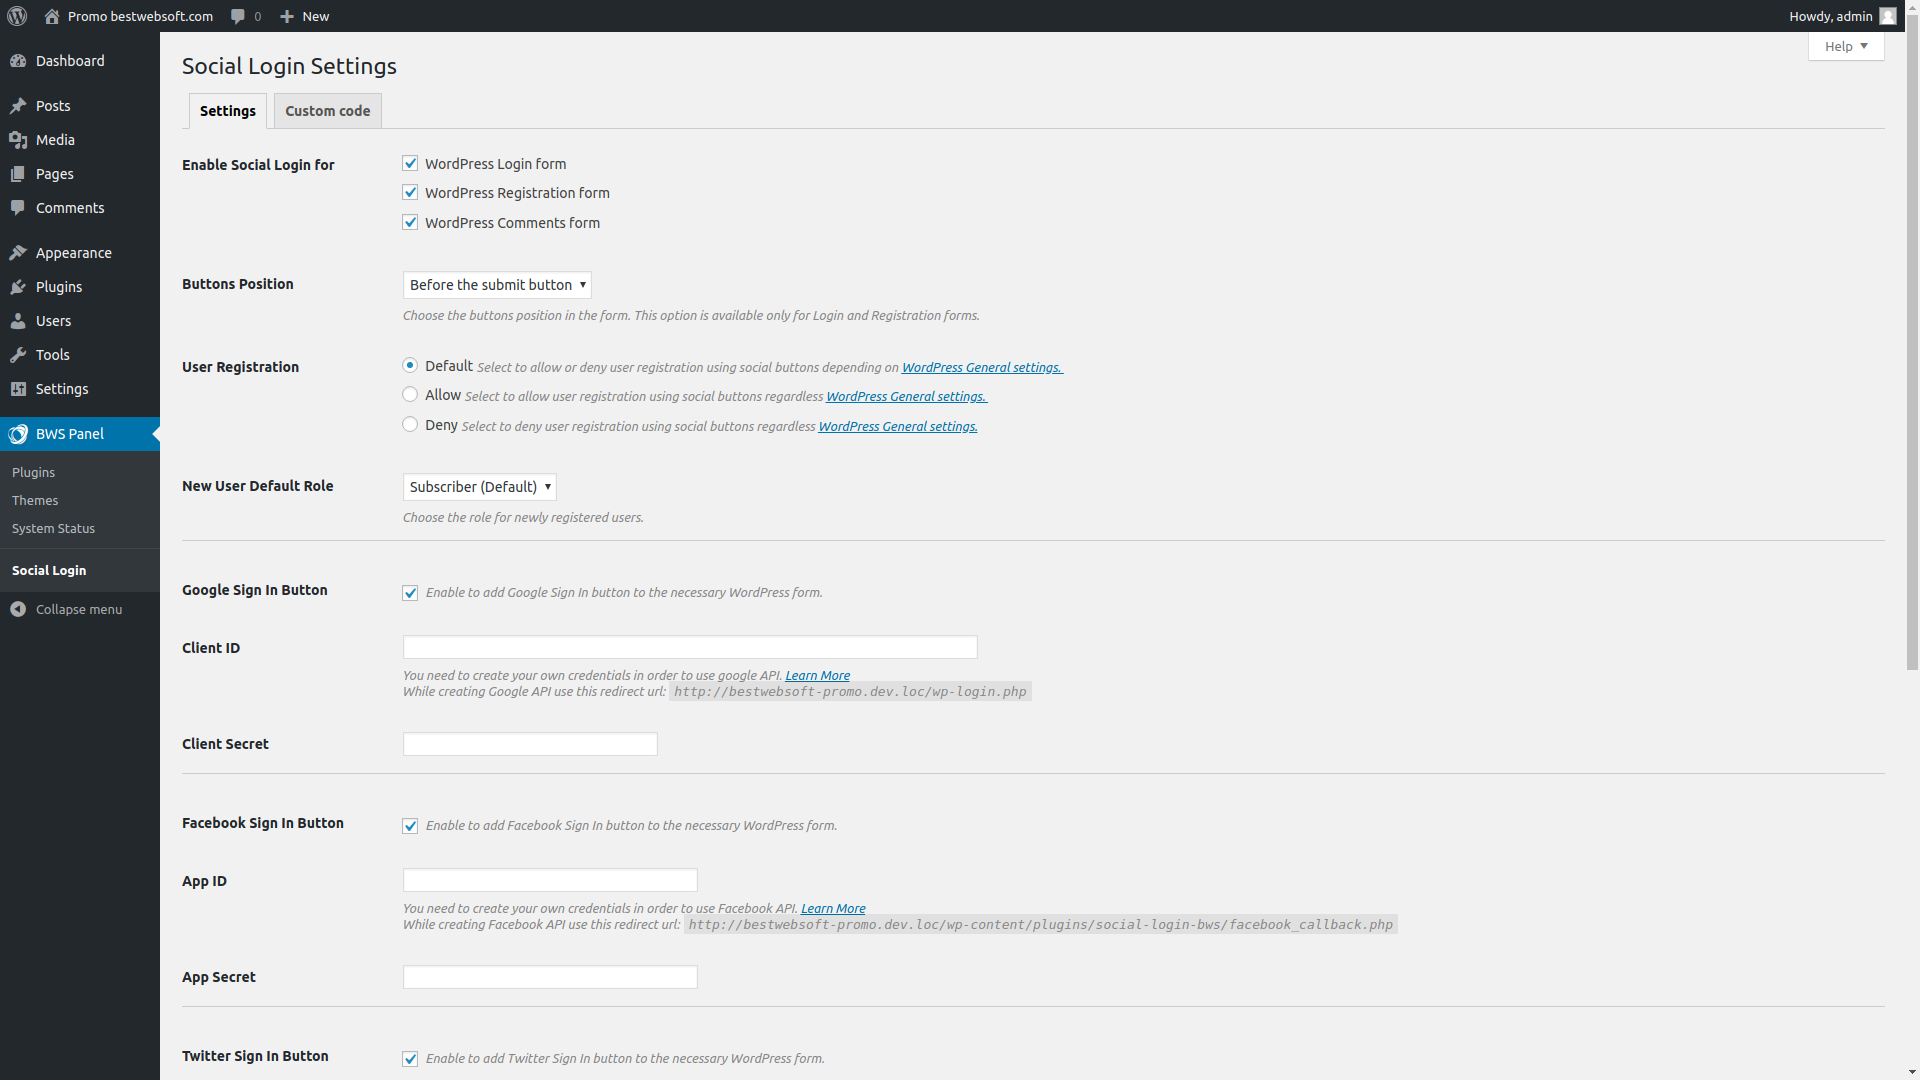 Promo bestwebsoft.com 0 New Howdy, admin
Help ▼
Dashboard
Posts
Media
Pages
Comments
Appearance
Plugins
Users
Tools
Settings
BWS Panel
Plugins
Themes
System Status
Social Login
Collapse menu
Social Login Settings
Settings Custom code
Enable Social Login for
WordPress Login form
WordPress Registration form
WordPress Comments form
Buttons Position
Before the submit button
Choose the buttons position in the form. This option is available only for Login and Registration forms.
User Registration
Default Select to allow or deny user registration using social buttons depending on WordPress General settings.
Allow Select to allow user registration using social buttons regardless WordPress General settings.
Deny Select to deny user registration using social buttons regardless WordPress General settings.
New User Default Role
Subscriber (Default)
Choose the role for newly registered users.
Google Sign In Button
Enable to add Google Sign In button to the necessary WordPress form.
Client ID
You need to create your own credentials in order to use google API. Learn More
While creating Google API use this redirect url: http://bestwebsoft-promo.dev.loc/wp-login.php
Client Secret
Facebook Sign In Button
Enable to add Facebook Sign In button to the necessary WordPress form.
App ID
You need to create your own credentials in order to use Facebook API. Learn More
While creating Facebook API use this redirect url: http://bestwebsoft-promo.dev.loc/wp-content/plugins/social-login-bws/facebook_callback.php
App Secret
Twitter Sign In Button
Enable to add Twitter Sign In button to the necessary WordPress form.